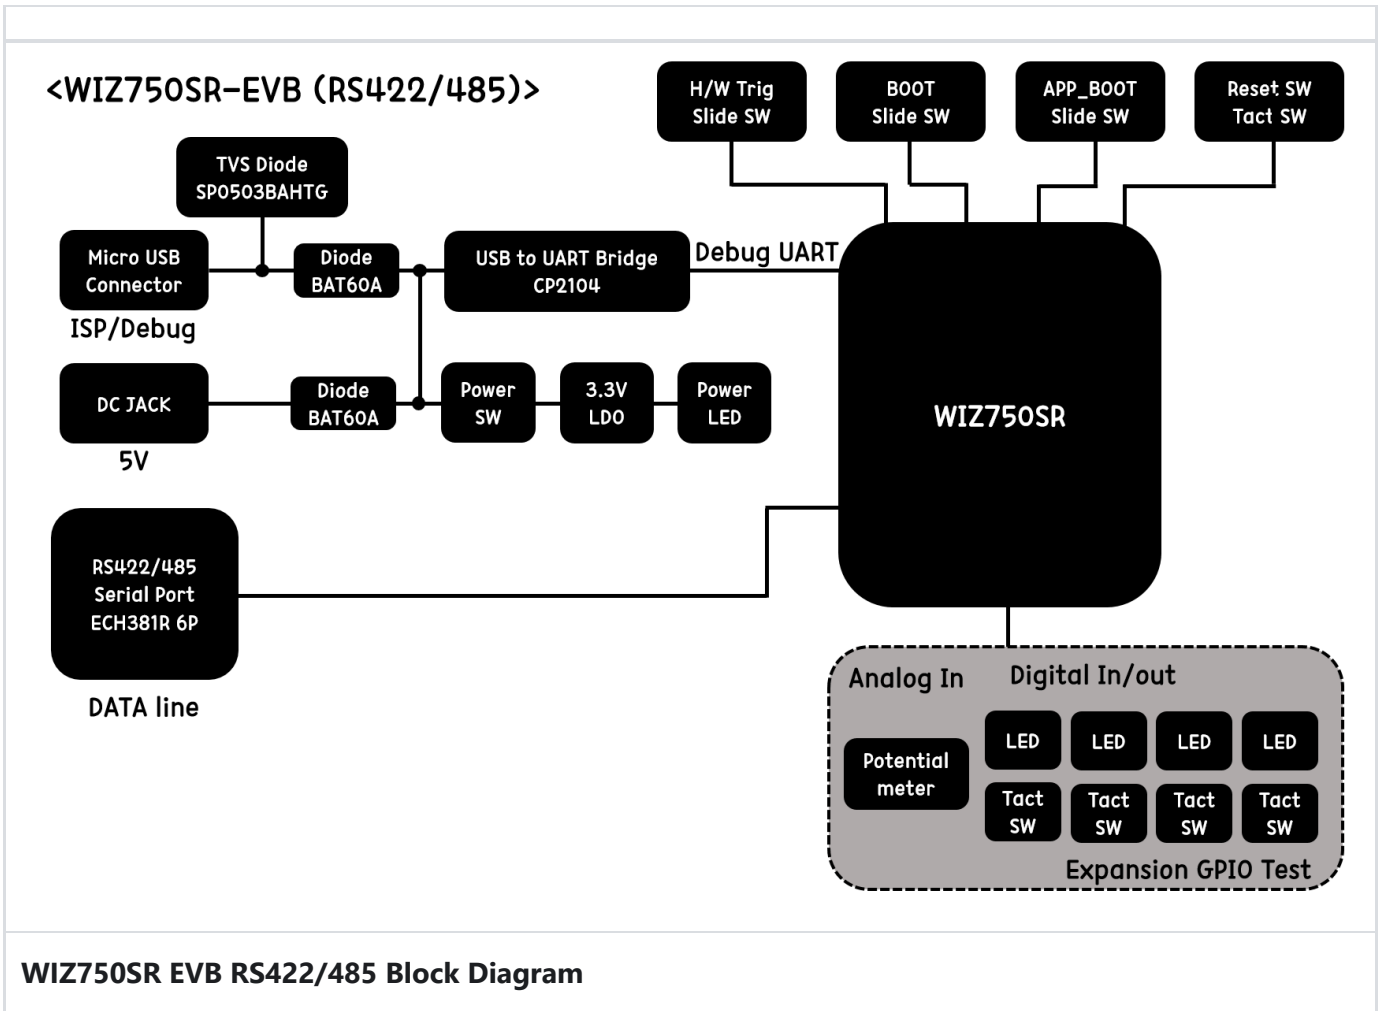 <WIZ750SR-EVB (RS422/485)>
H/W Trig
Slide SW
BOOT
Slide SW
APP_BOOT
Slide SW
Reset SW
Tact SW
TVS Diode
SP0503BAHTG
Micro USB
Connector
ISP/Debug
Diode
BAT60A
USB to UART Bridge
CP2104
Debug UART
DC JACK
5V
Diode
BAT60A
Power
SW
3.3V
LDO
Power
LED
WIZ750SR
RS422/485
Serial Port
ECH381R 6P
DATA line
Analog In
Digital In/out
Potential
meter
LED
LED
LED
LED
Tact
SW
Tact
SW
Tact
SW
Tact
SW
Expansion GPIO Test
WIZ750SR EVB RS422/485 Block Diagram